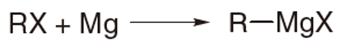 RX + Mg ⟶ R—MgX